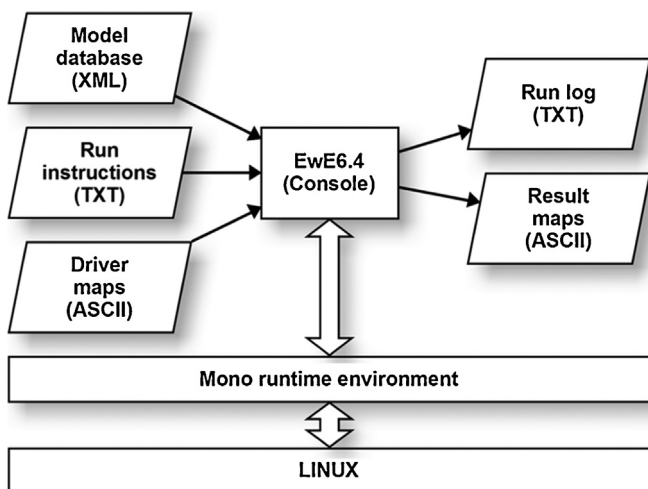 Model
database
(XML)
Run
instructions
(TXT)
Driver
maps
(ASCII)
EwE6.4
(Console)
Run log
(TXT)
Result
maps
(ASCII)
Mono runtime environment
LINUX